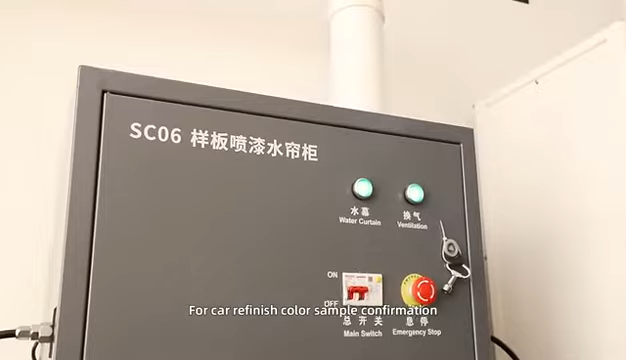 SC06 样板喷漆水帘柜
水幕 换气
Water Curtain Ventilation
ON
OFF
For car refinish color sample confirmation
总开关 急停
Main Switch Emergency Stop